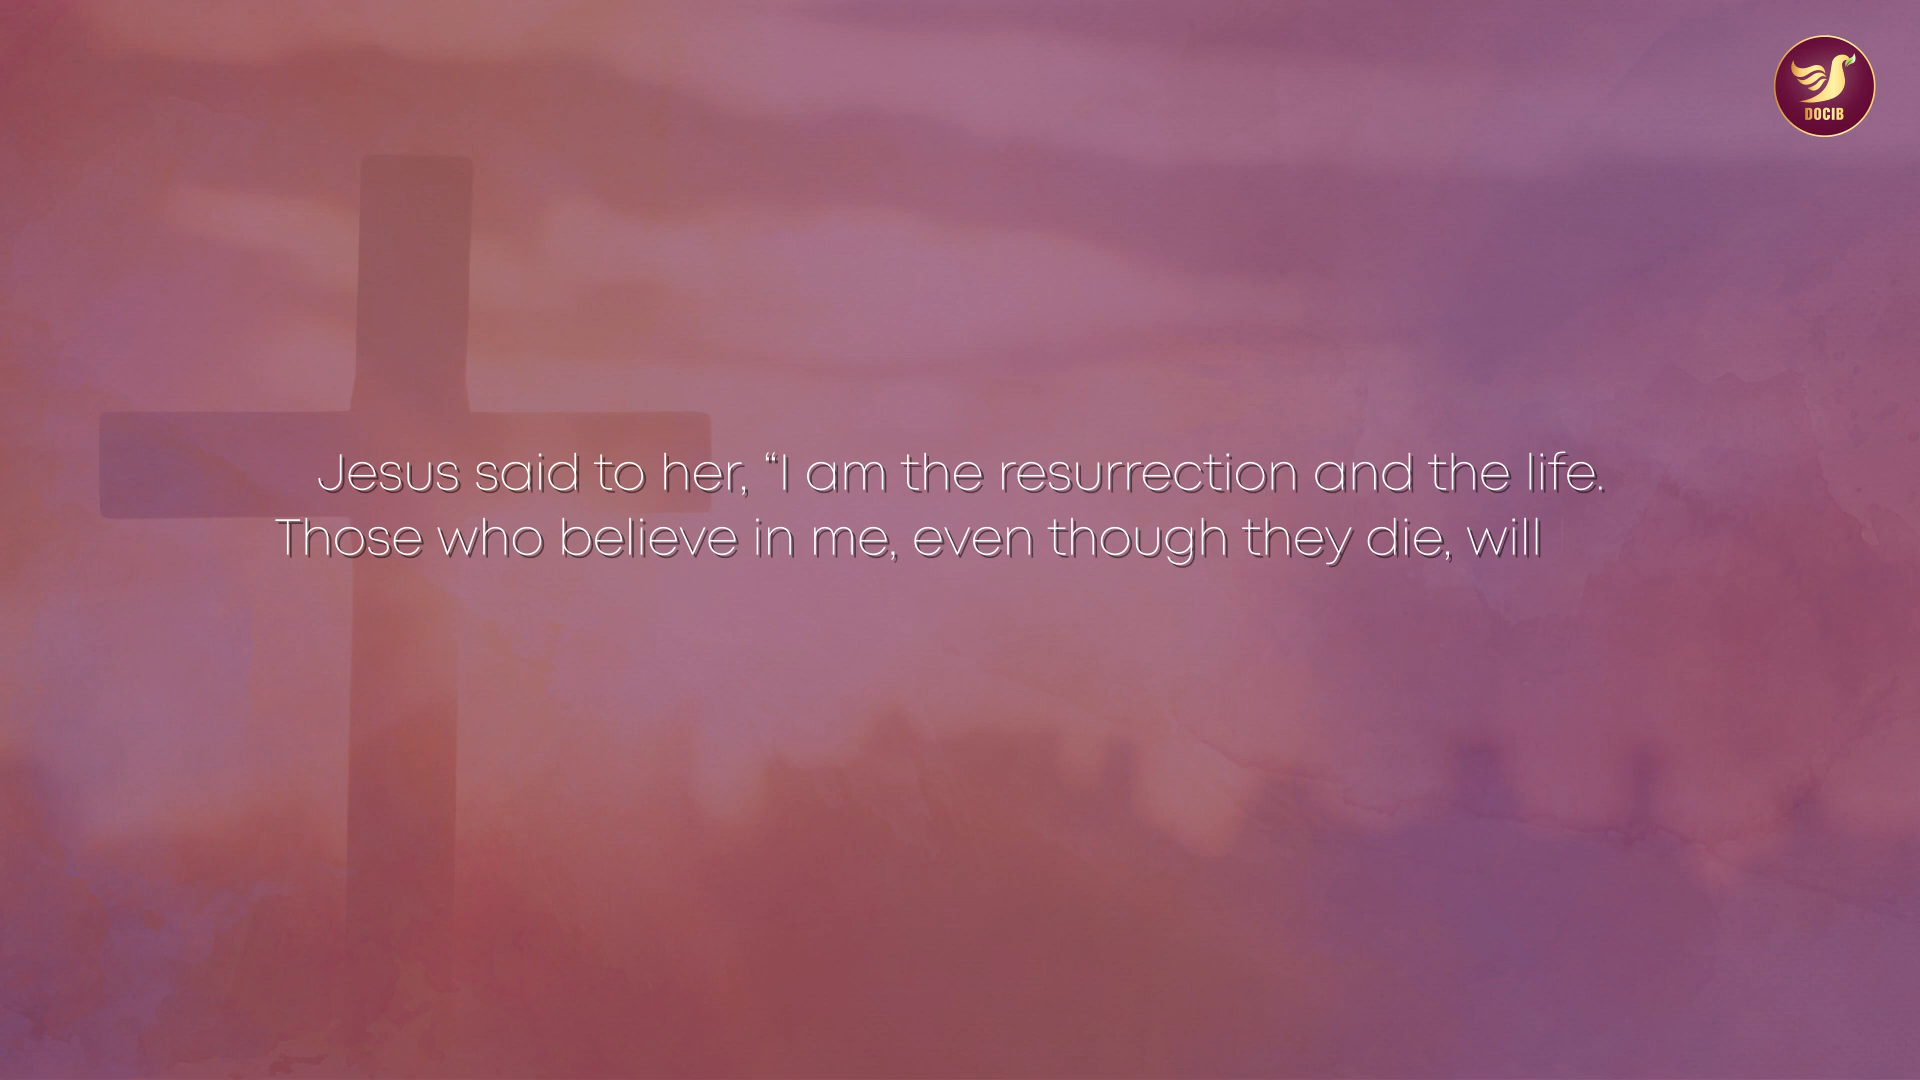 DOCIB
Jesus said to her, “I am the resurrection and the life.
Those who believe in me, even though they die, will